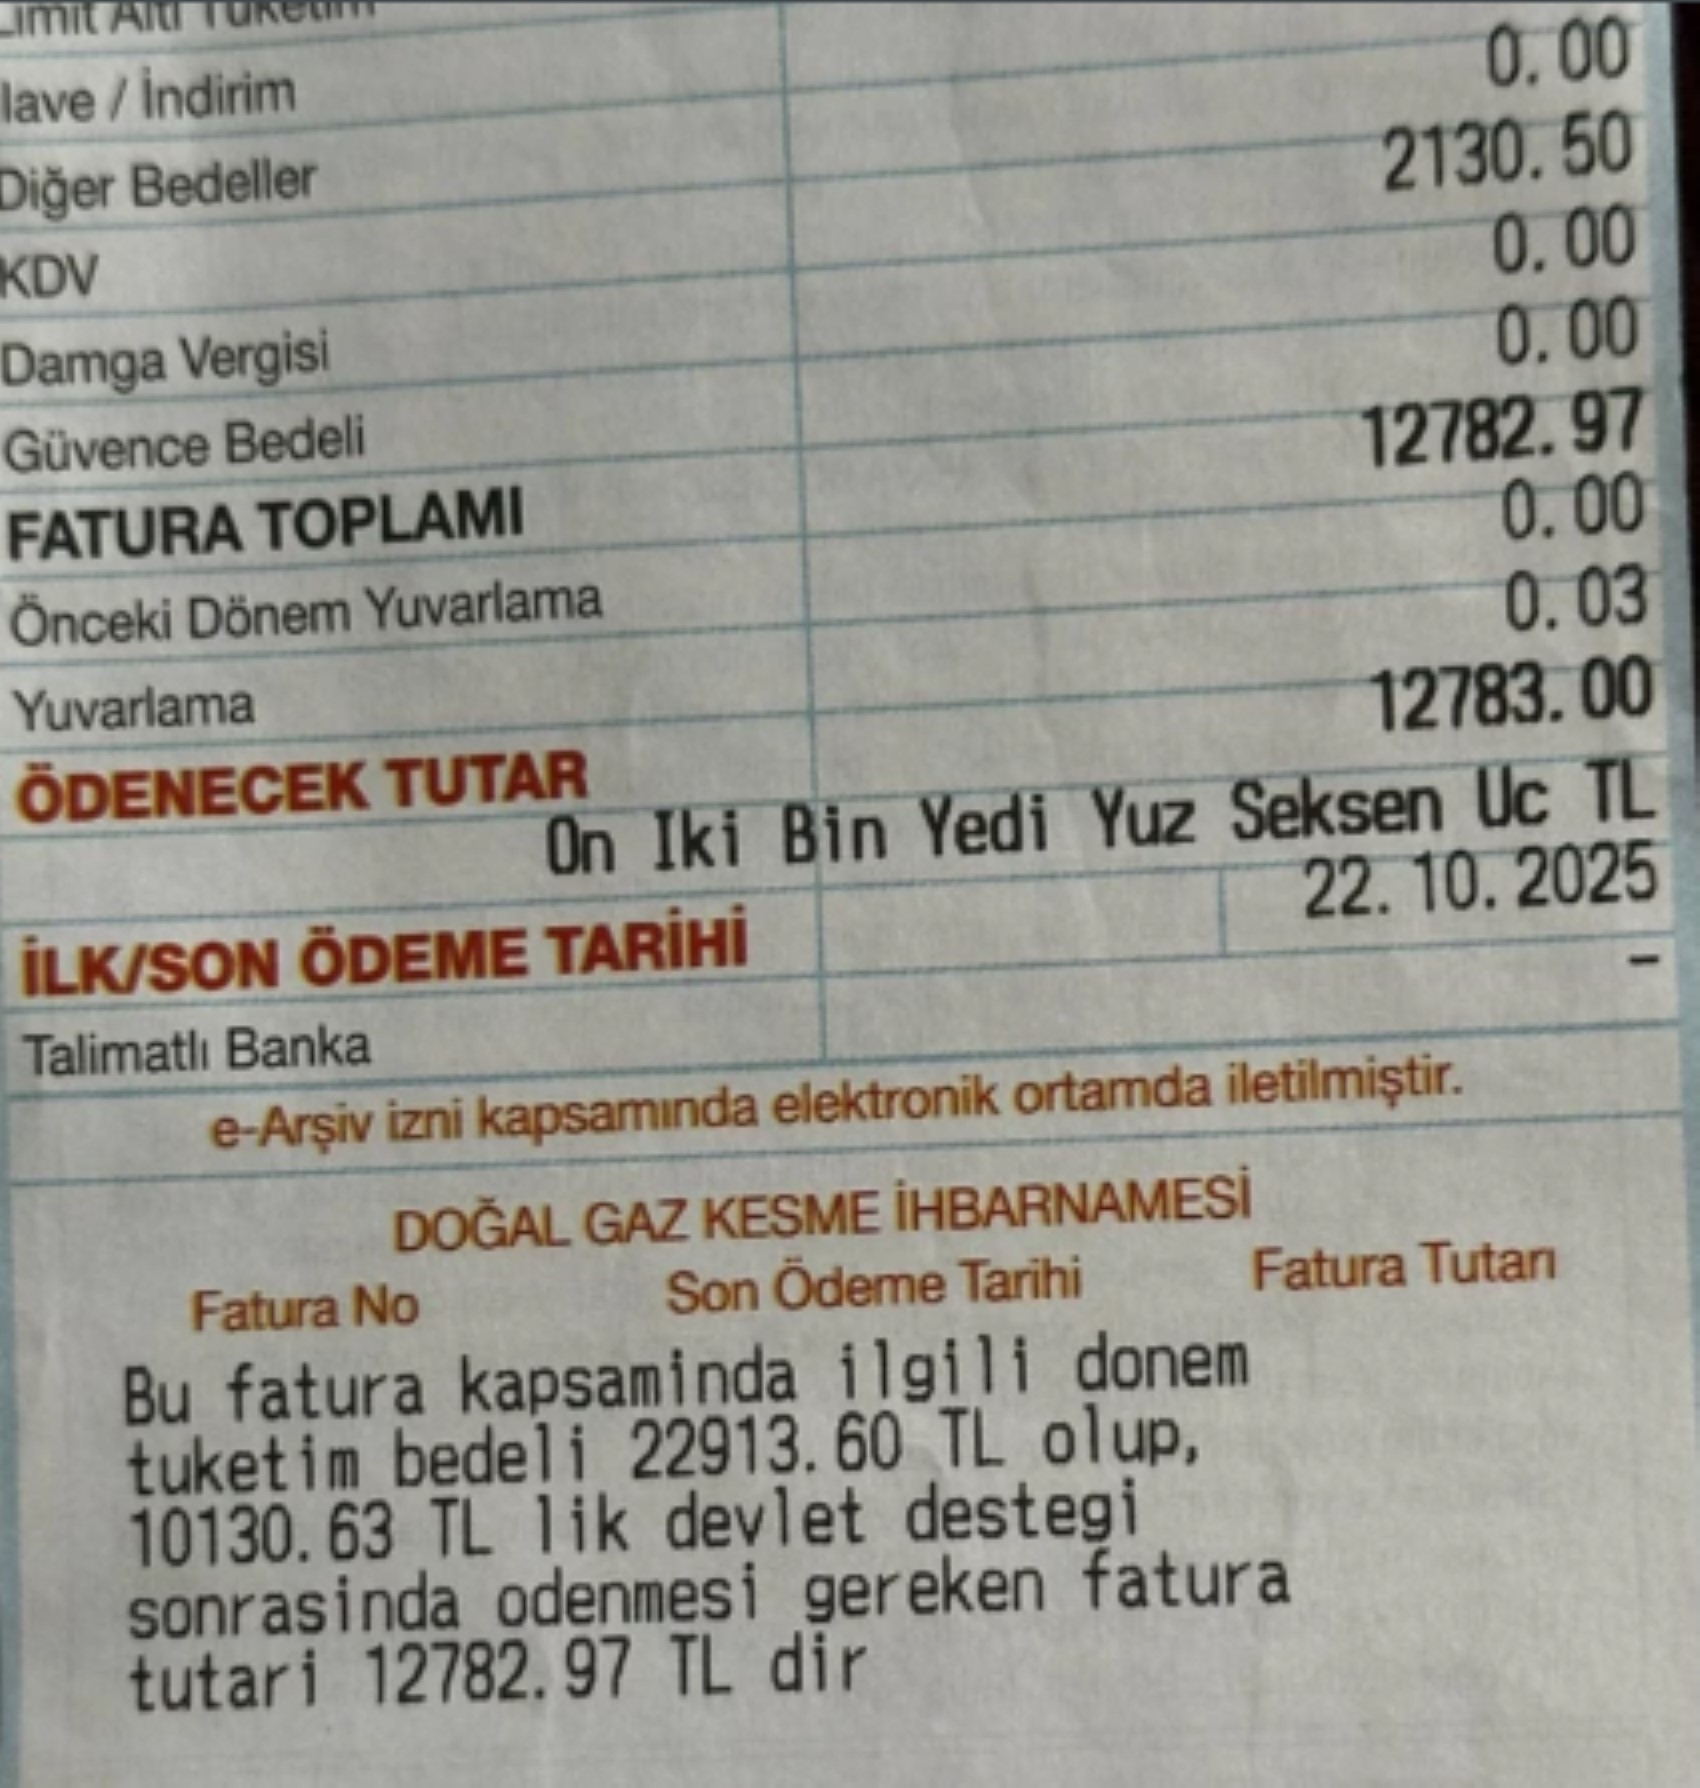 Limit Altı Tüketim
İlave / İndirim 0.00
Diğer Bedeller 2130.50
KDV 0.00
Damga Vergisi 0.00
Güvence Bedeli 12782.97
FATURA TOPLAMI 0.00
Önceki Dönem Yuvarlama 0.03
Yuvarlama 12783.00
ÖDENECEK TUTAR
On Iki Bin Yedi Yuz Seksen Uc TL
22.10.2025
İLK/SON ÖDEME TARİHİ
-
Talimatlı Banka
e-Arşiv izni kapsamında elektronik ortamda iletilmiştir.
DOĞAL GAZ KESME İHBARNAMESİ
Fatura No Son Ödeme Tarihi Fatura Tutarı
Bu fatura kapsaminda ilgili donem
tuketim bedeli 22913.60 TL olup,
10130.63 TL lik devlet destegi
sonrasinda odenmesi gereken fatura
tutari 12782.97 TL dir